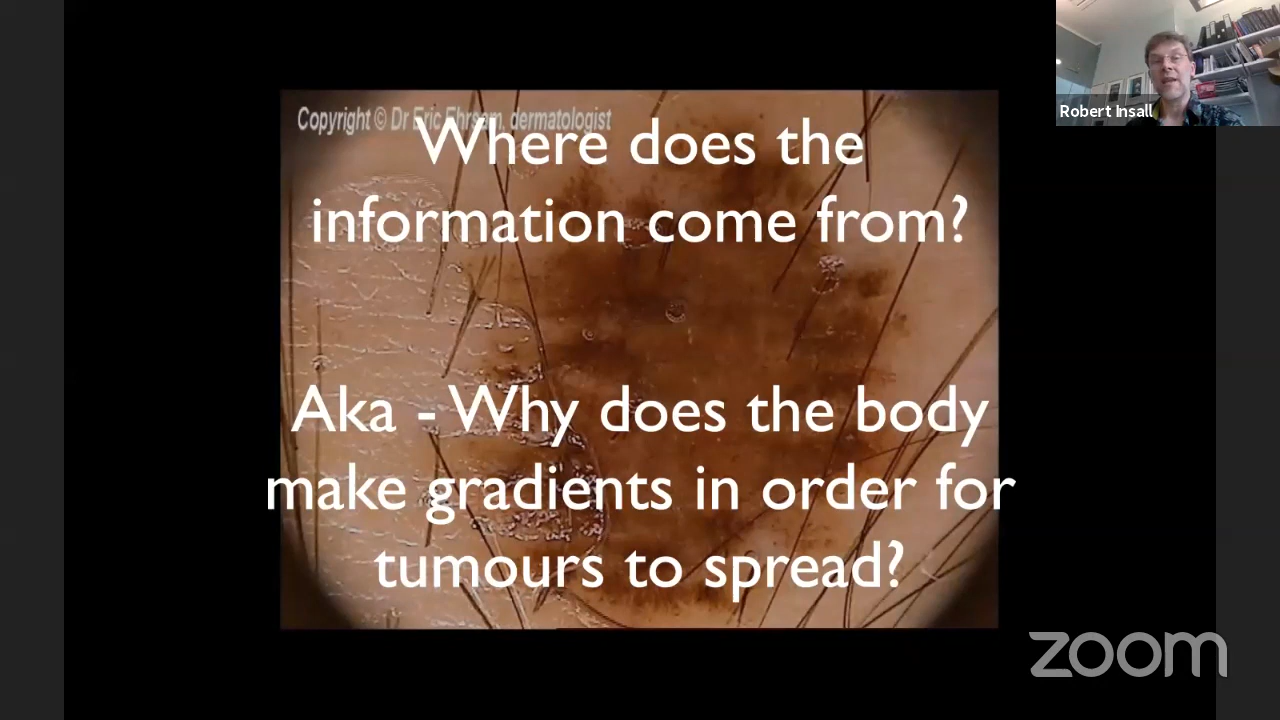 Robert Insall
Copyright © Dr Eric Ehrsam, dermatologist
Where does the
information come from?
Aka - Why does the body
make gradients in order for
tumours to spread?
zoom